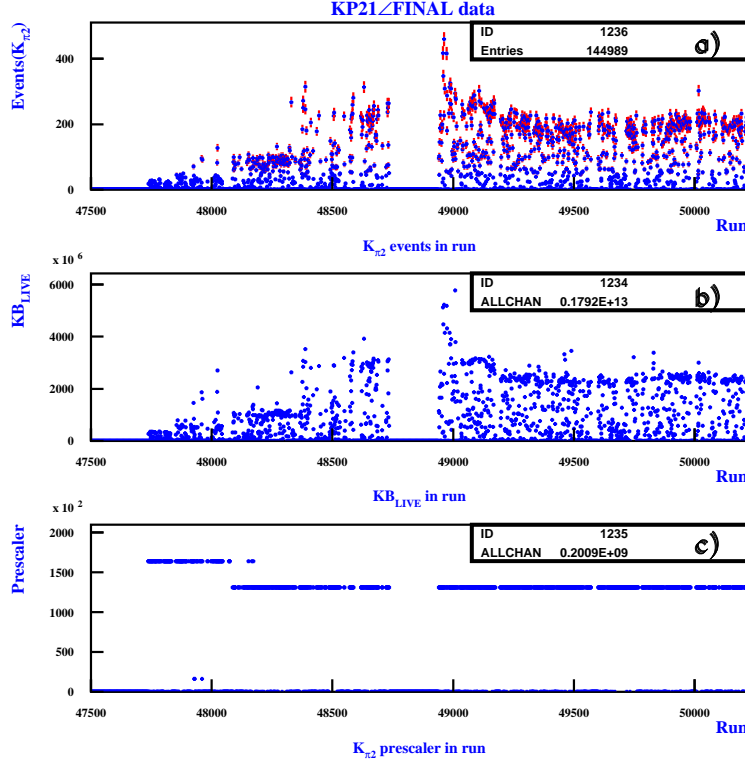 KP21∠FINAL data
Events(Kπ2)
ID 1236
Entries 144989
a)
400
200
0
47500 48000 48500 49000 49500 50000
Run
Kπ2 events in run
x 10 6
KBLIVE
ID 1234
ALLCHAN 0.1792E+13
b)
6000
4000
2000
0
47500 48000 48500 49000 49500 50000
Run
KBLIVE in run
x 10 2
Prescaler
ID 1235
ALLCHAN 0.2009E+09
c)
2000
1500
1000
500
0
47500 48000 48500 49000 49500 50000
Run
Kπ2 prescaler in run